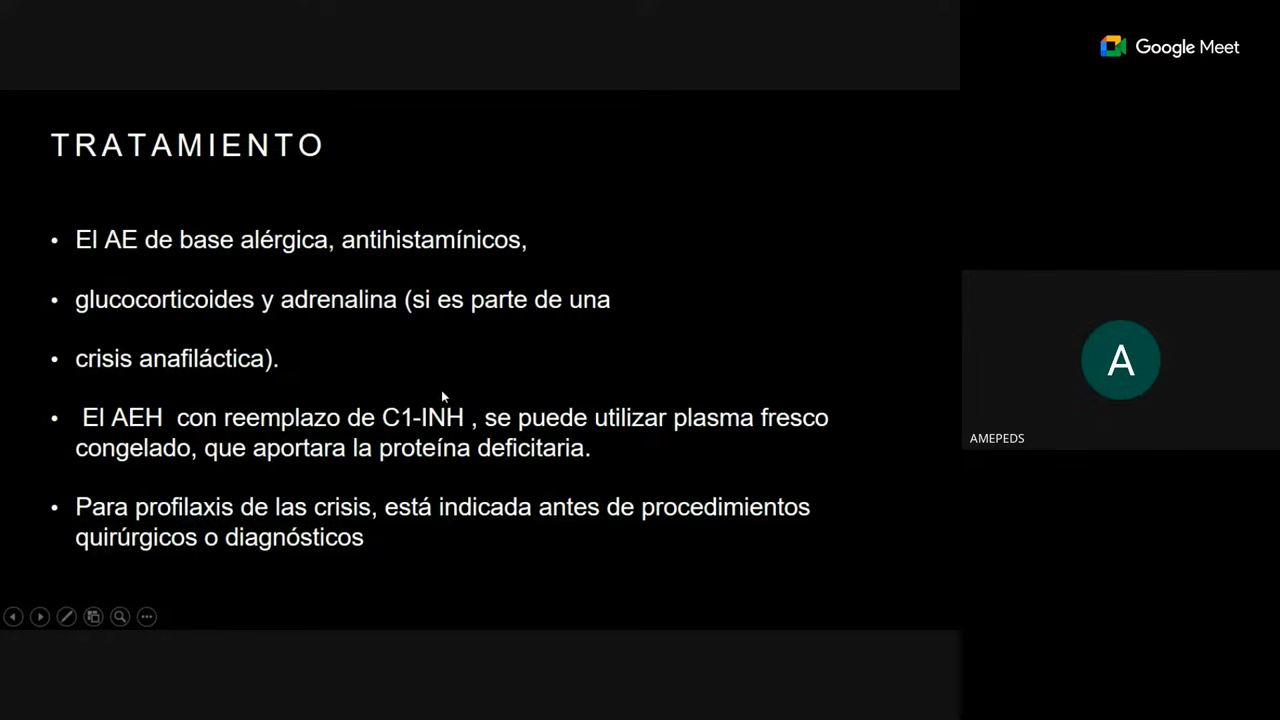 Google Meet
TRATAMIENTO
• El AE de base alérgica, antihistamínicos,
• glucocorticoides y adrenalina (si es parte de una
• crisis anafiláctica).
• El AEH con reemplazo de C1-INH , se puede utilizar plasma fresco
congelado, que aportara la proteína deficitaria.
• Para profilaxis de las crisis, está indicada antes de procedimientos
quirúrgicos o diagnósticos
A
AMEPEDS